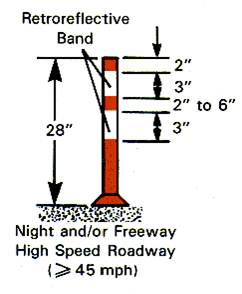 Retroreflective
Band
2"
3"
2" to 6"
3"
28"
Night and/or Freeway
High Speed Roadway
(⩾ 45 mph)